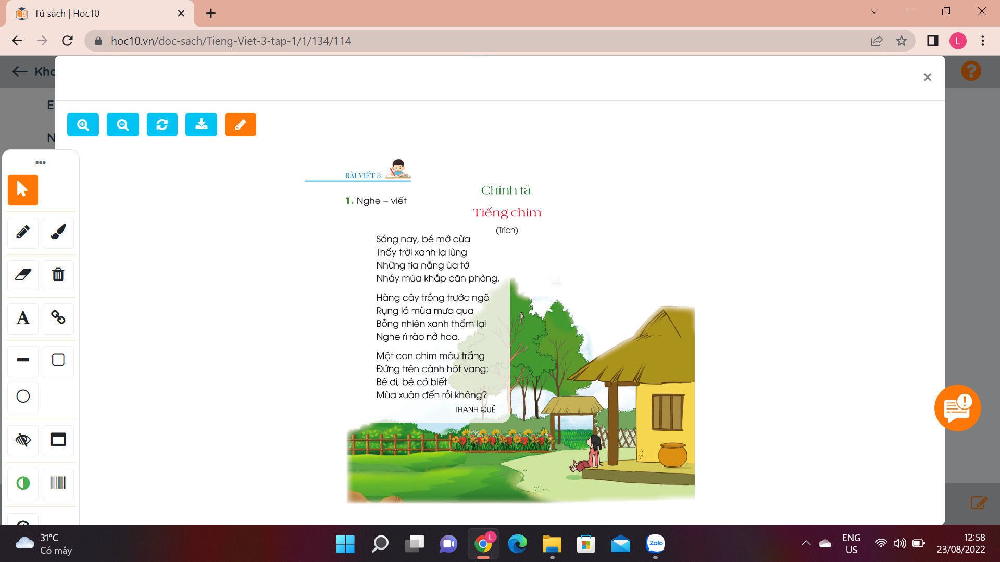 Tủ sách | Hoc10
hoc10.vn/doc-sach/Tieng-Viet-3-tap-1/1/134/114
L
BÀI VIẾT 3
Chính tả
1. Nghe – viết
Tiếng chim
(Trích)
Sáng nay, bé mở cửa
Thấy trời xanh lạ lùng
Những tia nắng ùa tới
Nhảy múa khắp căn phòng.
Hàng cây trồng trước ngõ
Rụng lá mùa mưa qua
Bỗng nhiên xanh thắm lại
Nghe rì rào nở hoa.
Một con chim màu trắng
Đứng trên cành hót vang:
Bé ơi, bé có biết
Mùa xuân đến rồi không?
THANH QUẾ
A
31°C
Có mây
L
Zalo
ENG
US
12:58
23/08/2022